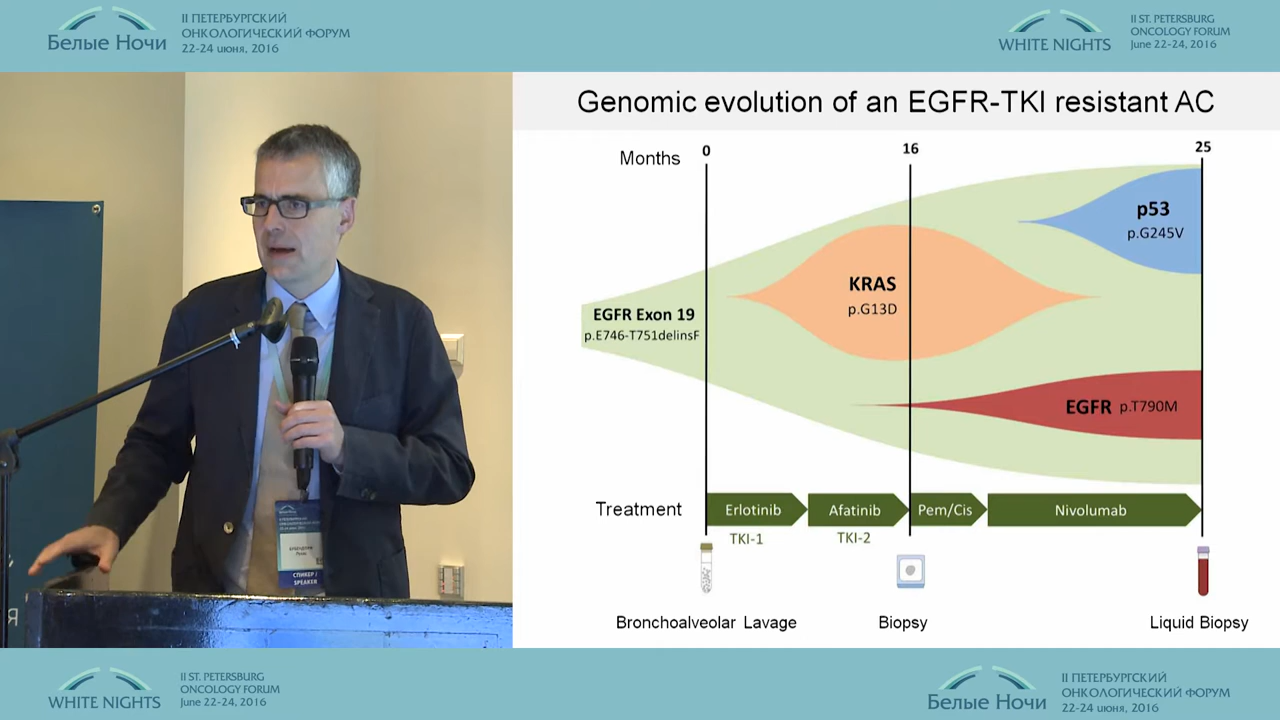 Белые Ночи
II ПЕТЕРБУРГСКИЙ
ОНКОЛОГИЧЕСКИЙ ФОРУМ
22-24 июня, 2016
WHITE NIGHTS
II ST. PETERSBURG
ONCOLOGY FORUM
June 22-24, 2016
Genomic evolution of an EGFR-TKI resistant AC
Months
0
16
25
p53
p.G245V
KRAS
p.G13D
EGFR Exon 19
p.E746-T751delinsF
EGFR p.T790M
Treatment
Erlotinib
Afatinib
Pem/Cis
Nivolumab
TKI-1
TKI-2
Bronchoalveolar Lavage
Biopsy
Liquid Biopsy
СПИКЕР /
SPEAKER
WHITE NIGHTS
II ST. PETERSBURG
ONCOLOGY FORUM
June 22-24, 2016
Белые Ночи
II ПЕТЕРБУРГСКИЙ
ОНКОЛОГИЧЕСКИЙ ФОРУМ
22-24 июня, 2016